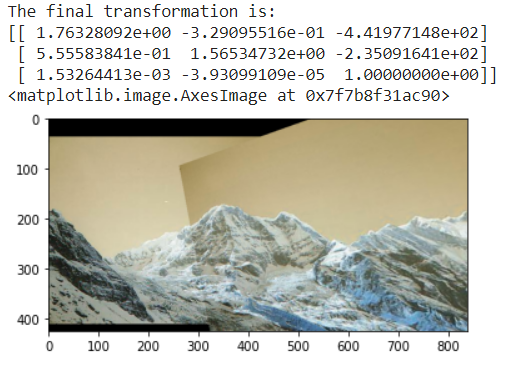 The final transformation is:
[[ 1.76328092e+00 -3.29095516e-01 -4.41977148e+02]
[ 5.55583841e-01 1.56534732e+00 -2.35091641e+02]
[ 1.53264413e-03 -3.93099109e-05 1.00000000e+00]]
<matplotlib.image.AxesImage at 0x7f7b8f31ac90>
0
100
200
300
400
0 100 200 300 400 500 600 700 800